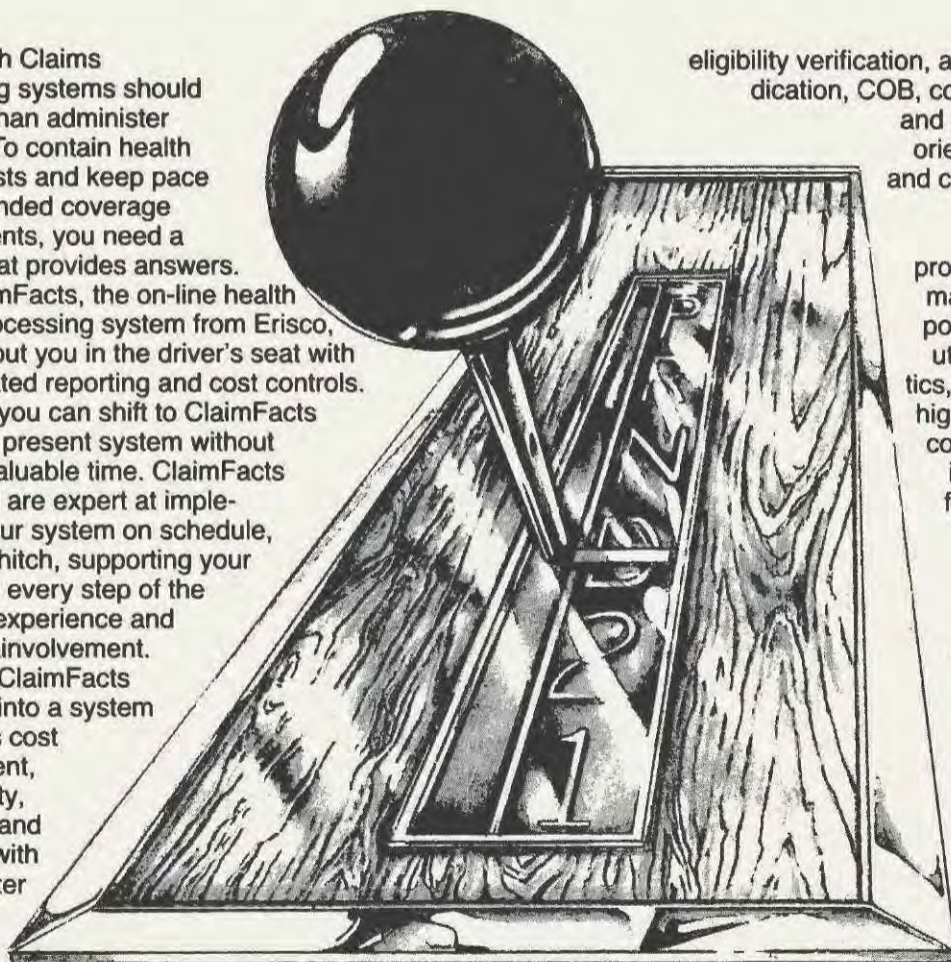 h Claims
g systems should
han administer
To contain health
sts and keep pace
nded coverage
ents, you need a
at provides answers.
mFacts, the on-line health
ocessing system from Erisco,
put you in the driver's seat with
ted reporting and cost controls.
you can shift to ClaimFacts
present system without
aluable time. ClaimFacts
are expert at imple-
ur system on schedule,
hitch, supporting your
every step of the
experience and
involvement.
ClaimFacts
into a system
s cost
ent,
ty,
and
with
ter
eligibility verification, a
dication, COB, co
and
orie
and c
pro
m
po
ut
tics,
hig
co
1 2 D N R P